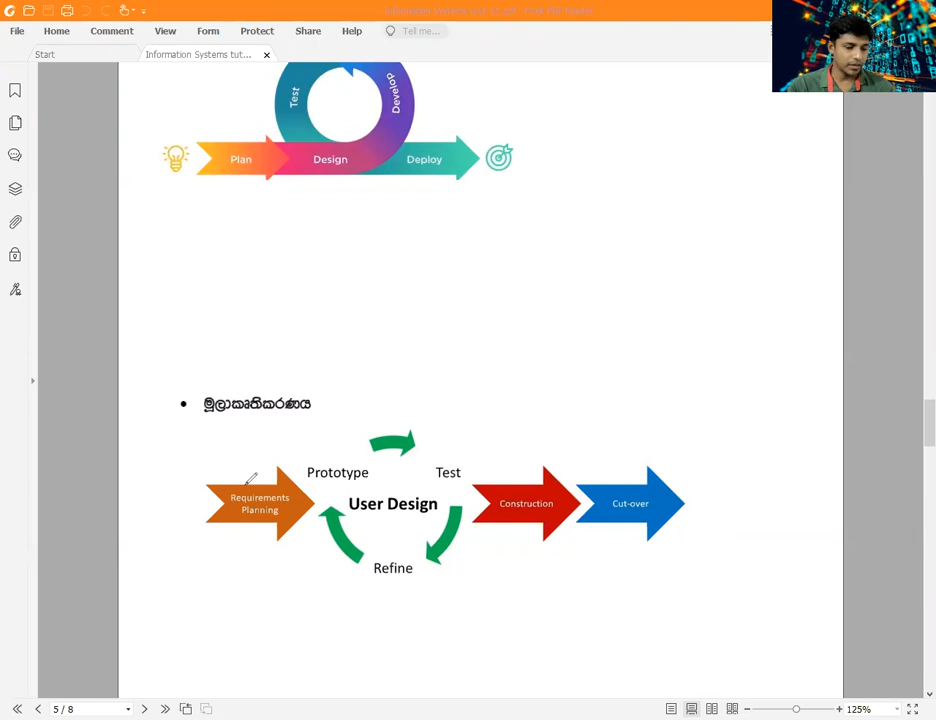 File Home Comment View Form Protect Share Help Tell me...
Start Information Systems tut...
Test
Develop
Plan Design Deploy
• මූලාකෘතිකරණය
Prototype Test
Requirements
Planning
User Design
Construction
Cut-over
Refine
5 / 8
125%